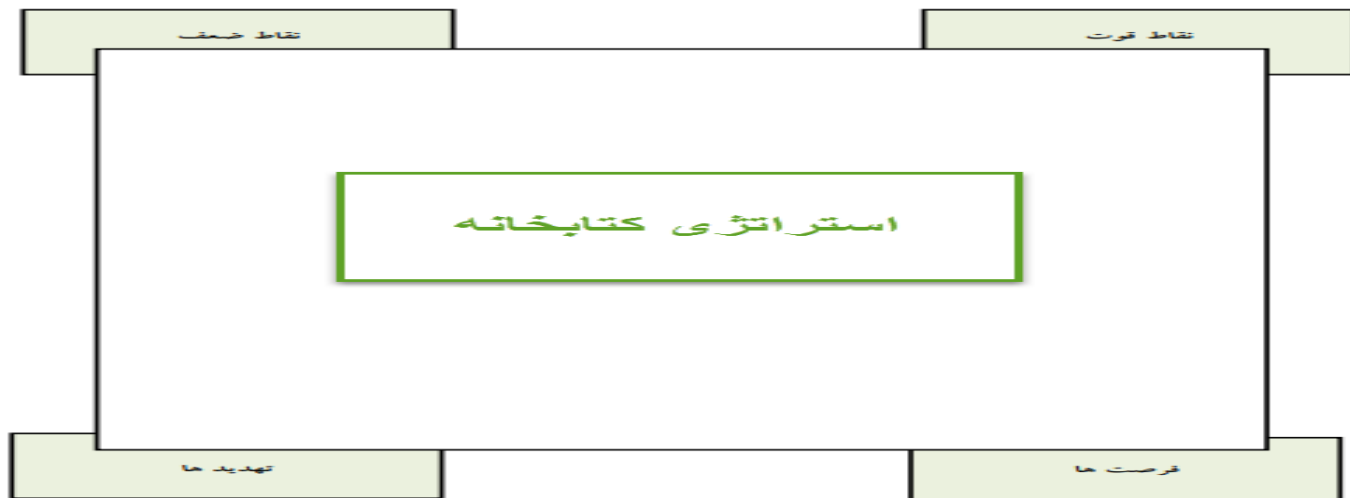 نقاط قوت
نقاط ضعف
استراتژی کتابخانه
فرصت ها
تهدید ها